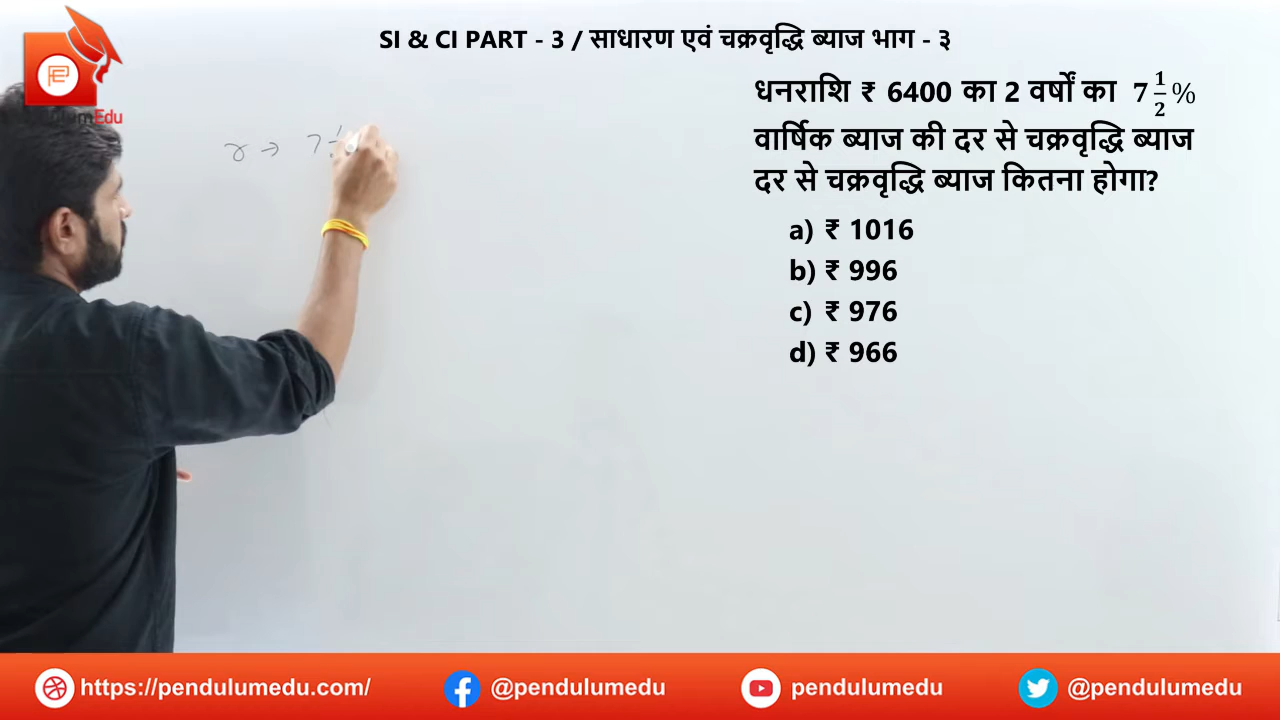 SI & CI PART - 3 / साधारण एवं चक्रवृद्धि ब्याज भाग - ३
धनराशि ₹ 6400 का 2 वर्षों का 7 1/2 %
वार्षिक ब्याज की दर से चक्रवृद्धि ब्याज
दर से चक्रवृद्धि ब्याज कितना होगा?
a) ₹ 1016
b) ₹ 996
c) ₹ 976
d) ₹ 966
r → 7
Edu
https://pendulumedu.com/
@pendulumedu
pendulumedu
@pendulumedu